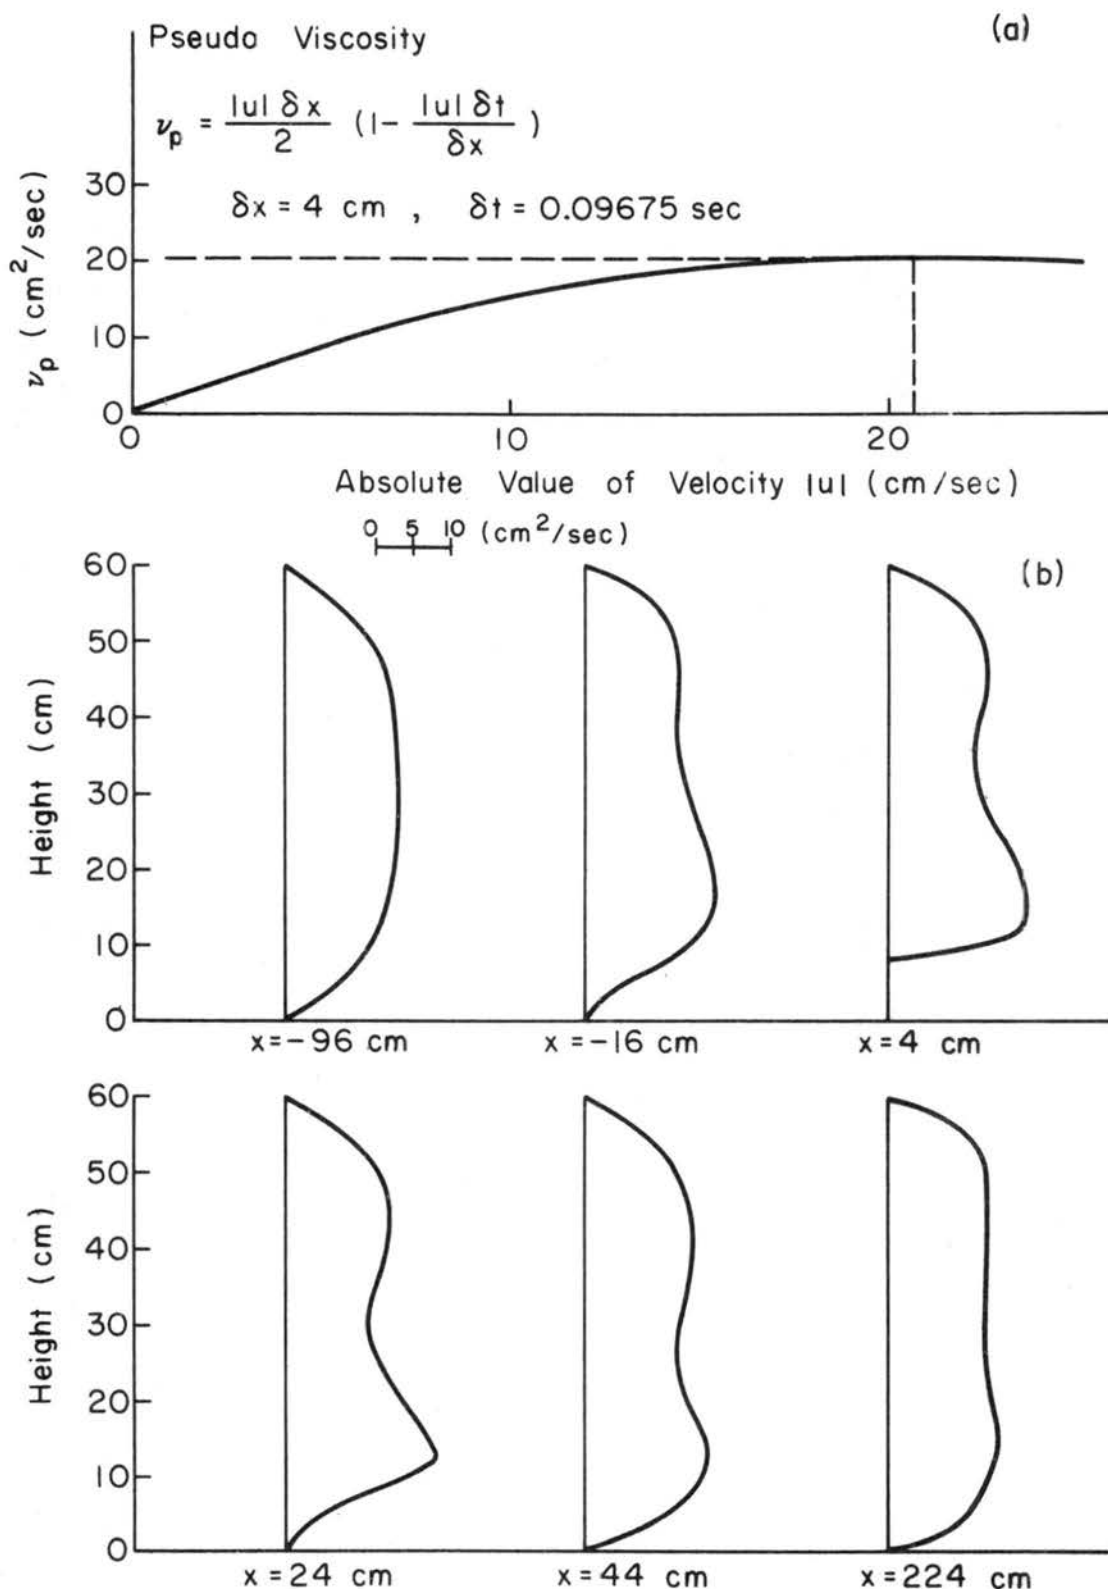 (a)
Pseudo Viscosity
νp = |u| δx / 2 (1 - |u| δt / δx )
δx = 4 cm , δt = 0.09675 sec
νp (cm²/sec)
30
20
10
0
0 10 20
Absolute Value of Velocity |u| (cm/sec)
0 5 10 (cm²/sec)
(b)
Height (cm)
60
50
40
30
20
10
0
x=-96 cm x=-16 cm x=4 cm
Height (cm)
60
50
40
30
20
10
0
x=24 cm x=44 cm x=224 cm